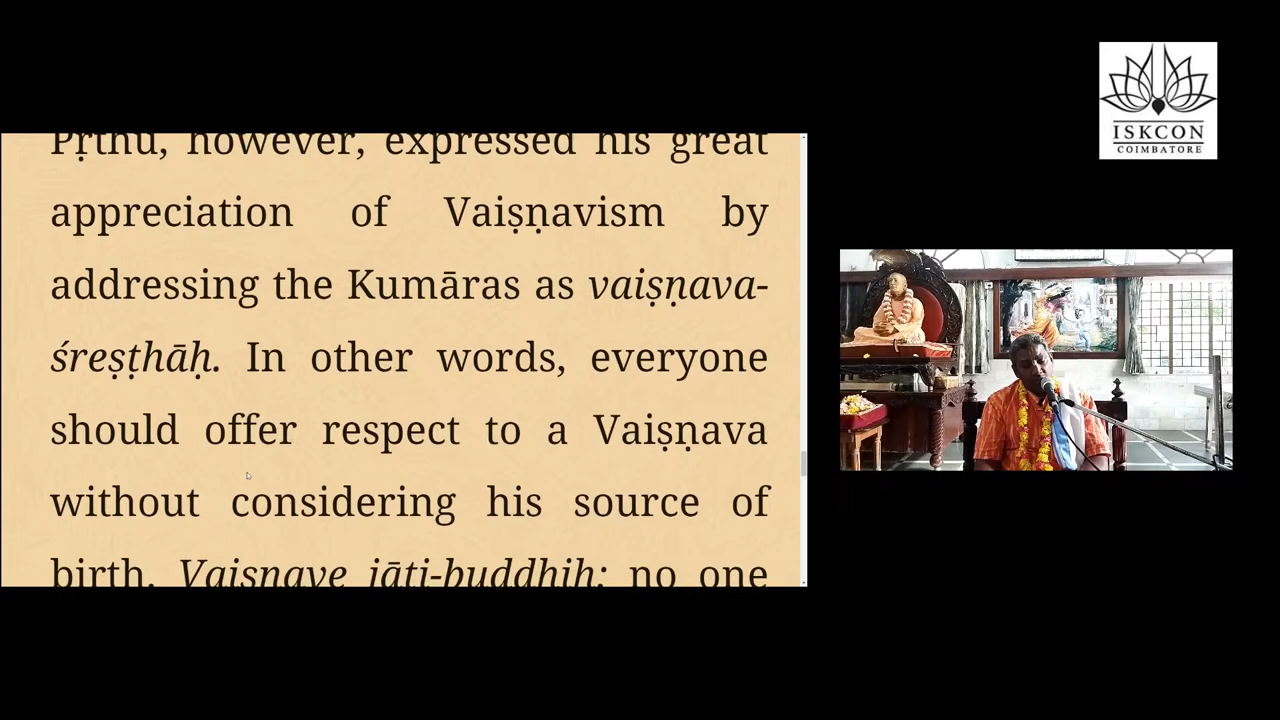 Pṛthu, however, expressed his great
appreciation of Vaiṣṇavism by
addressing the Kumāras as vaiṣṇava-
śreṣṭhāḥ. In other words, everyone
should offer respect to a Vaiṣṇava
without considering his source of
birth. Vaiṣṇave jāti-buddhiḥ: no one
ISKCON
COIMBATORE